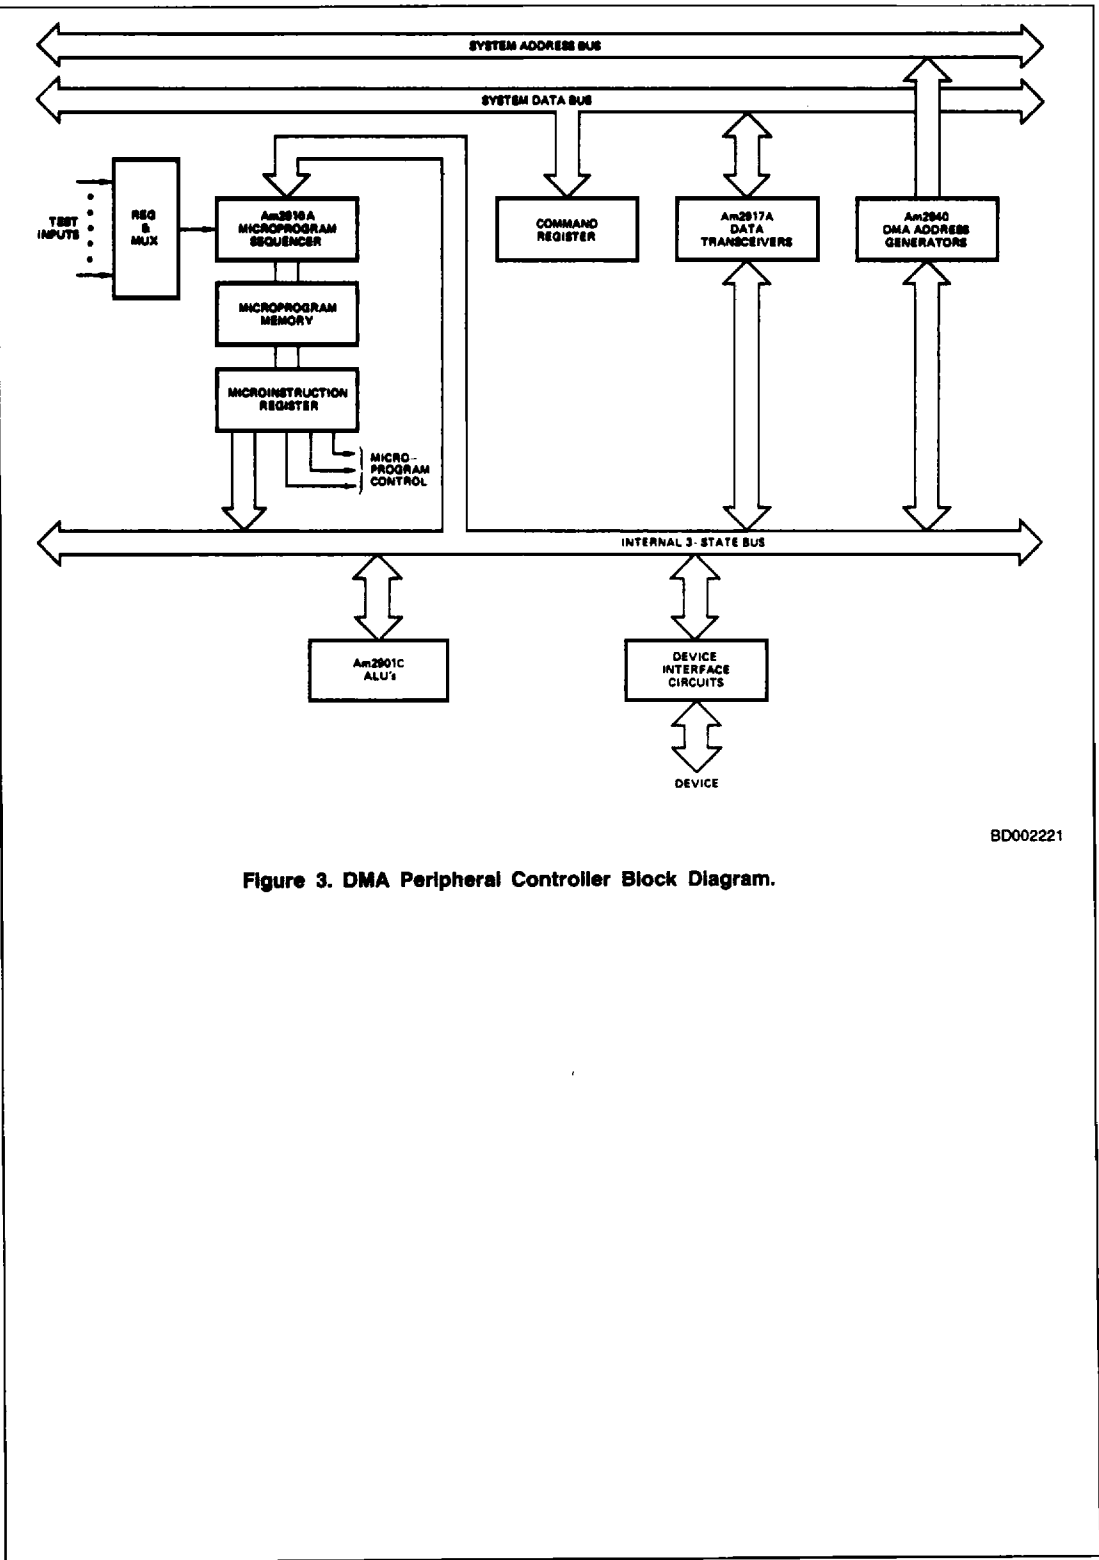 SYSTEM ADDRESS BUS
SYSTEM DATA BUS
TEST
INPUTS
REG
&
MUX
Am2910A
MICROPROGRAM
SEQUENCER
COMMAND
REGISTER
Am2917A
DATA
TRANSCEIVERS
Am2940
DMA ADDRESS
GENERATORS
MICROPROGRAM
MEMORY
MICROINSTRUCTION
REGISTER
MICRO-
PROGRAM
CONTROL
INTERNAL 3-STATE BUS
Am2901C
ALU's
DEVICE
INTERFACE
CIRCUITS
DEVICE
BD002221
Figure 3. DMA Peripheral Controller Block Diagram.